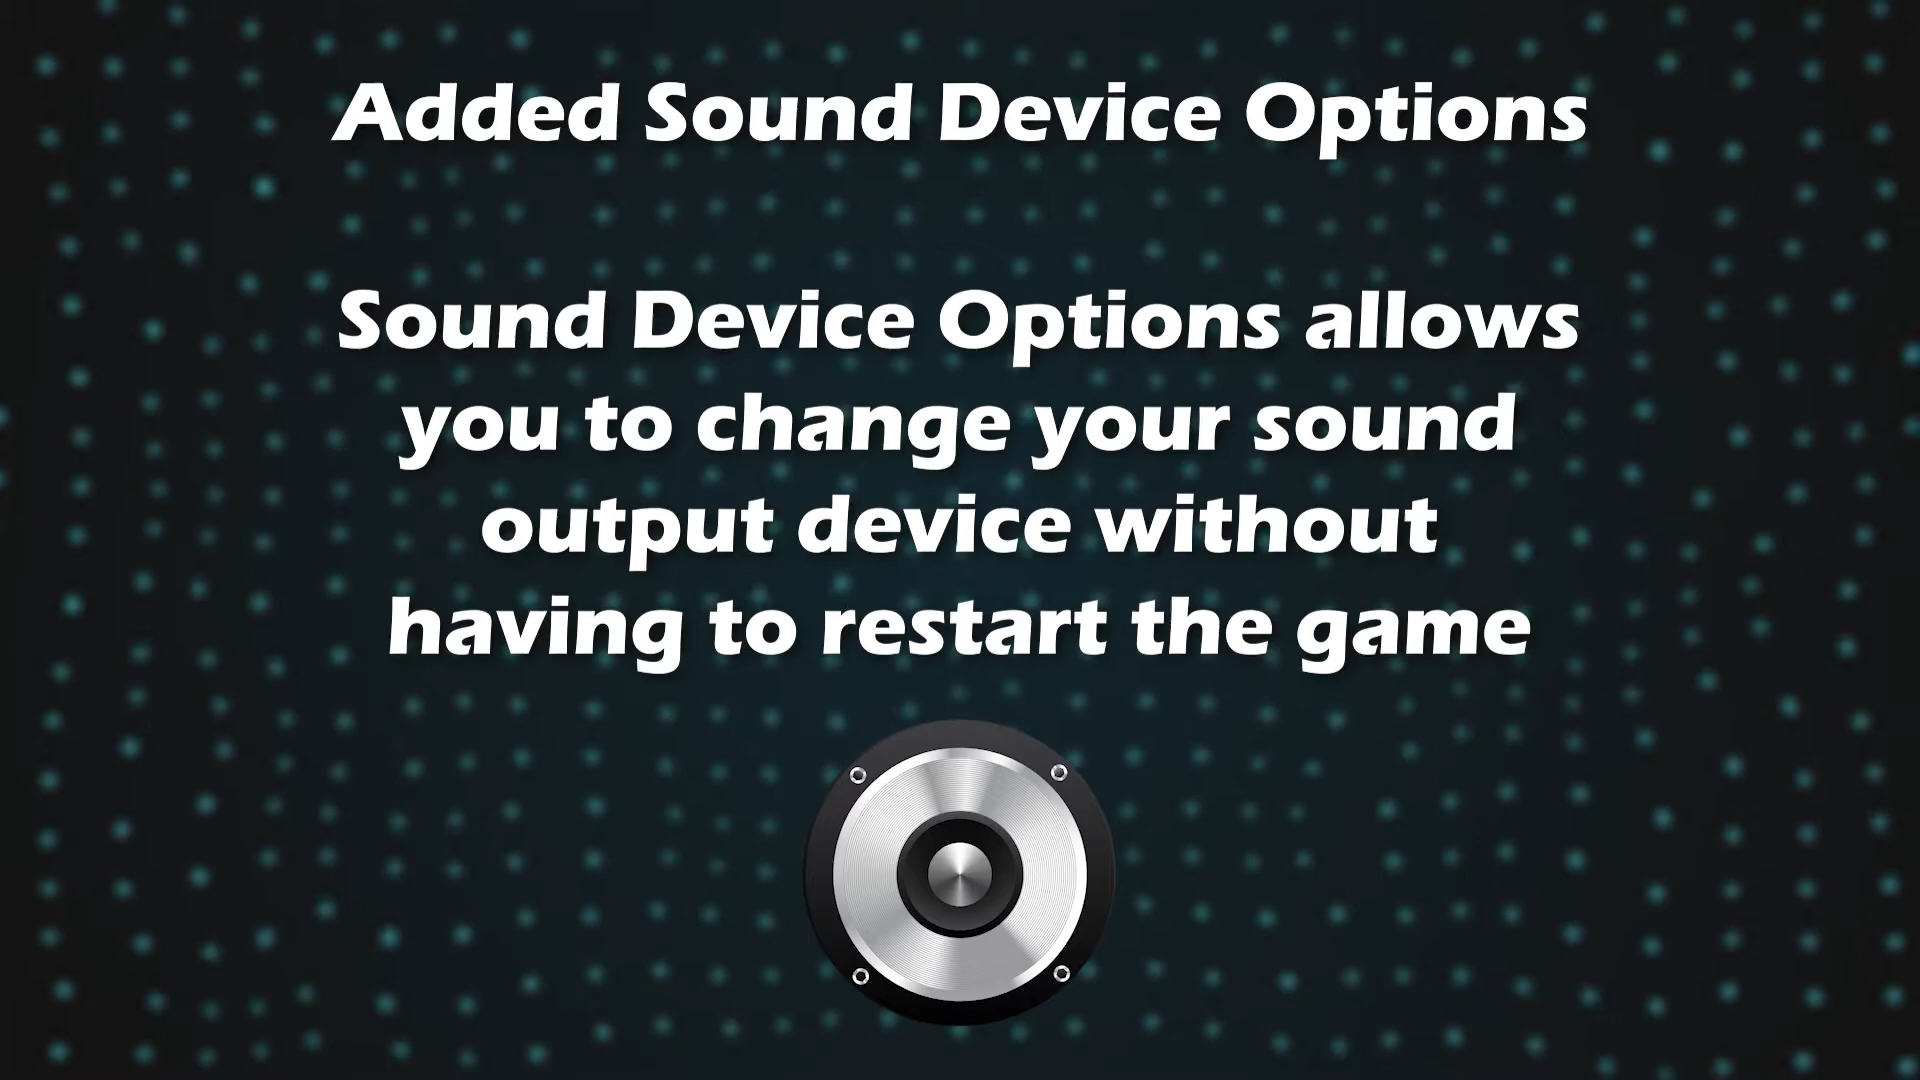 Added Sound Device Options
Sound Device Options allows
you to change your sound
output device without
having to restart the game